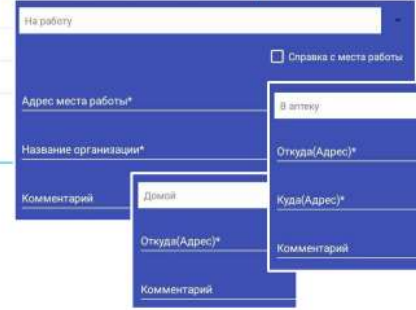 На работу
Справка с места работы
Адрес места работы*
Название организации*
Комментарий
В аптеку
Откуда(Адрес)*
Куда(Адрес)*
Комментарий
Домой
Откуда(Адрес)*
Комментарий